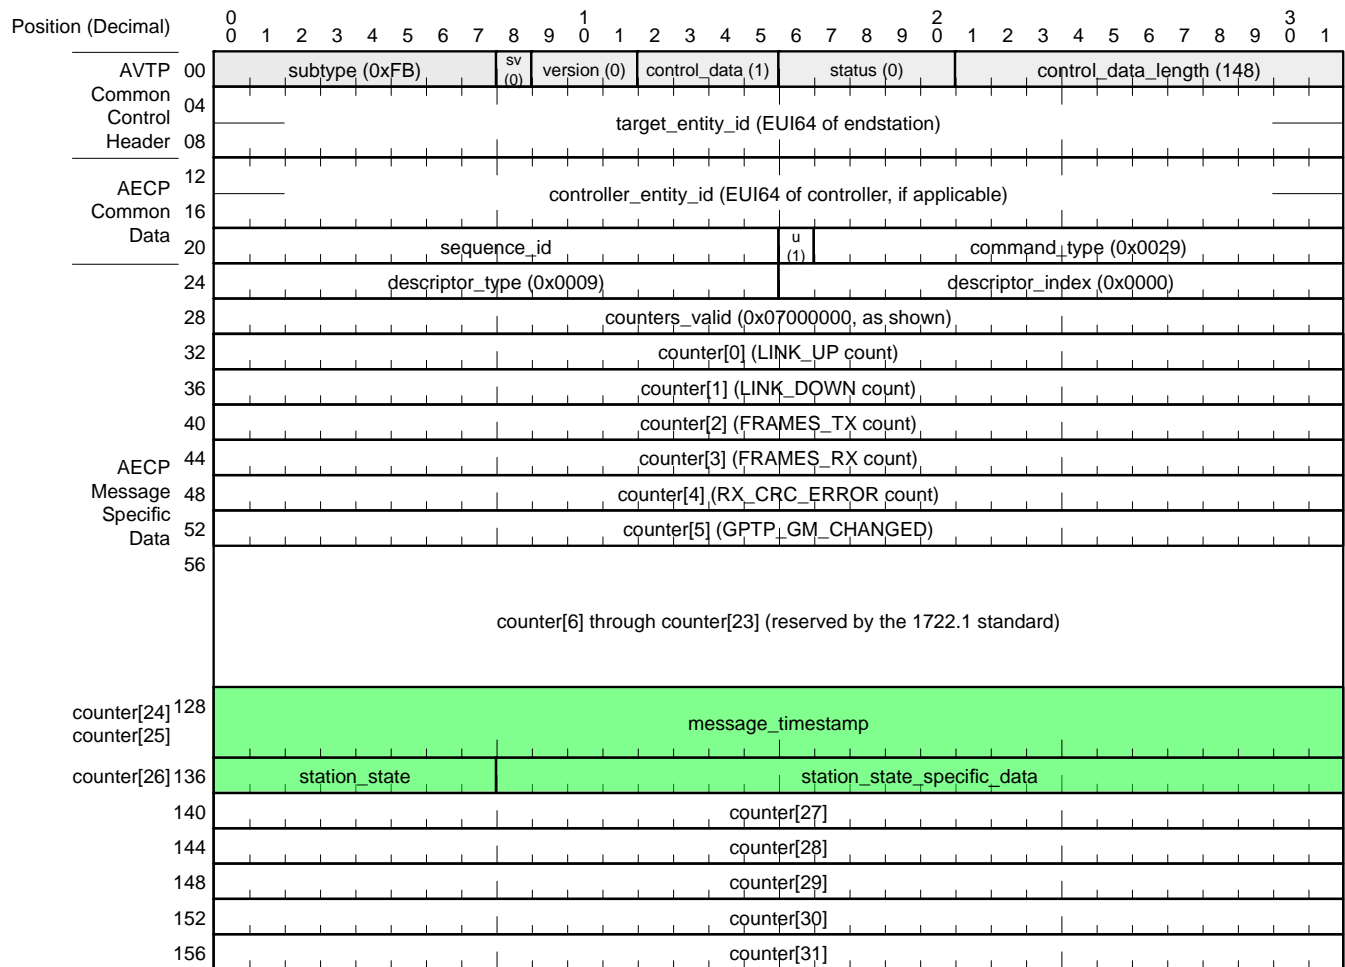 0 1 2 3
Position (Decimal) 0 1 2 3 4 5 6 7 8 9 0 1 2 3 4 5 6 7 8 9 0 1 2 3 4 5 6 7 8 9 0 1
AVTP Common Control Header
00 subtype (0xFB) sv (0) version (0) control_data (1) status (0) control_data_length (148)
04
target_entity_id (EUI64 of endstation)
08
AECP Common Data
12
controller_entity_id (EUI64 of controller, if applicable)
16
20 sequence_id u (1) command_type (0x0029)
24 descriptor_type (0x0009) descriptor_index (0x0000)
28 counters_valid (0x07000000, as shown)
32 counter[0] (LINK_UP count)
36 counter[1] (LINK_DOWN count)
40 counter[2] (FRAMES_TX count)
AECP Message Specific Data
44 counter[3] (FRAMES_RX count)
48 counter[4] (RX_CRC_ERROR count)
52 counter[5] (GPTP_GM_CHANGED)
56
counter[6] through counter[23] (reserved by the 1722.1 standard)
counter[24] 128
counter[25] message_timestamp
counter[26] 136 station_state station_state_specific_data
140 counter[27]
144 counter[28]
148 counter[29]
152 counter[30]
156 counter[31]